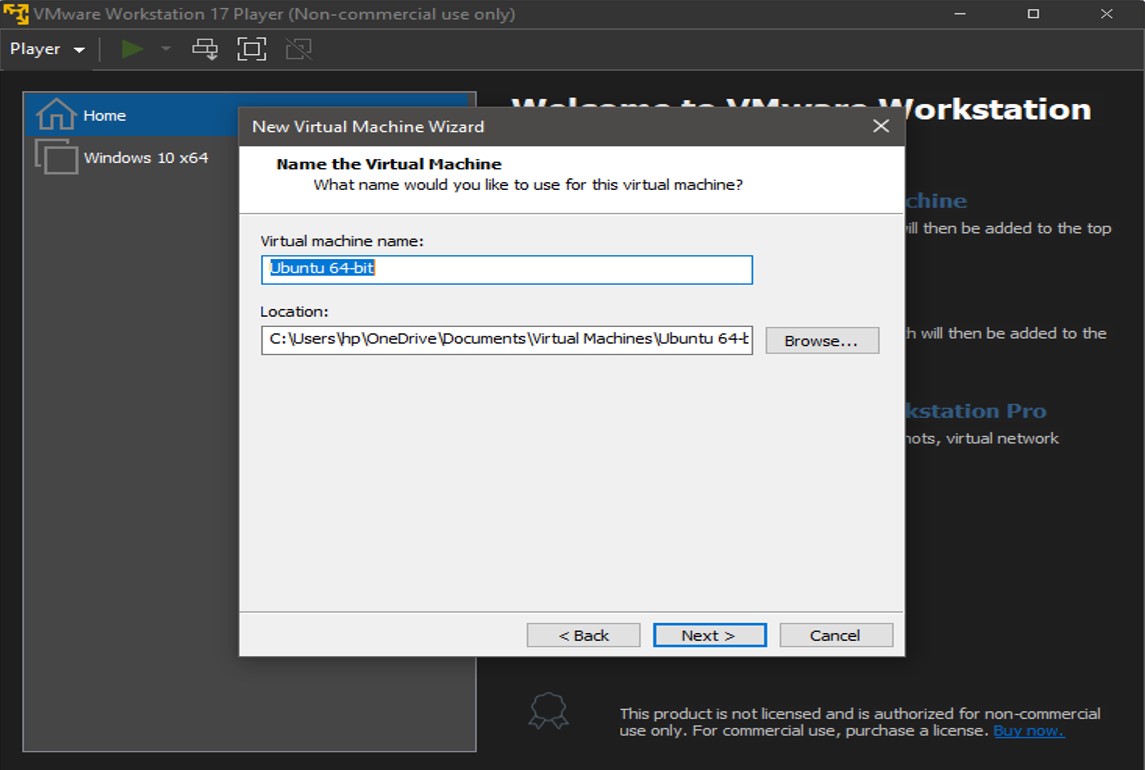 VMware Workstation 17 Player (Non-commercial use only)
Player
Home
Windows 10 x64
Welcome to VMware Workstation
New Virtual Machine Wizard
Name the Virtual Machine
What name would you like to use for this virtual machine?
Virtual machine name:
Ubuntu 64-bit
Location:
C:\Users\hp\OneDrive\Documents\Virtual Machines\Ubuntu 64-b
Browse...
< Back
Next >
Cancel
will then be added to the top
will then be added to the
Pro
virtual network
This product is not licensed and is authorized for non-commercial
use only. For commercial use, purchase a license. Buy now.